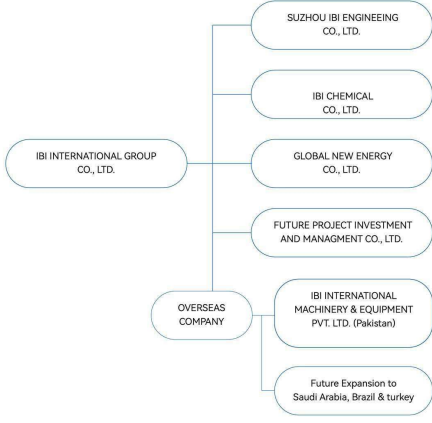 SUZHOU IBI ENGINEEING
CO., LTD.
IBI CHEMICAL
CO., LTD.
IBI INTERNATIONAL GROUP
CO., LTD.
GLOBAL NEW ENERGY
CO., LTD.
FUTURE PROJECT INVESTMENT
AND MANAGMENT CO., LTD.
OVERSEAS
COMPANY
IBI INTERNATIONAL
MACHINERY & EQUIPMENT
PVT. LTD. (Pakistan)
Future Expansion to
Saudi Arabia, Brazil & turkey